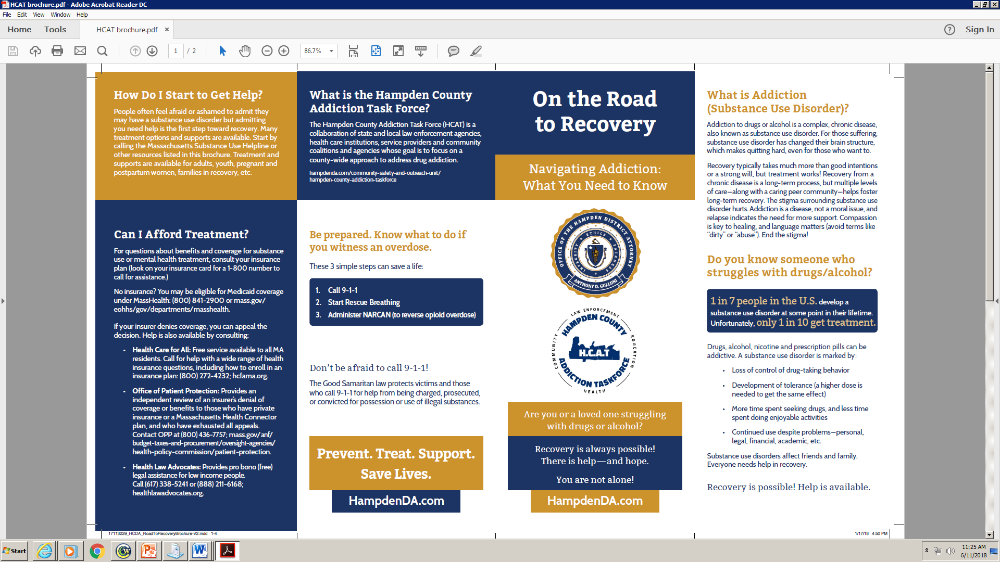 HCAT brochure.pdf - Adobe Acrobat Reader DC
File Edit View Window Help
Home Tools HCAT brochure.pdf × ? Sign In
1 / 2 86.7%
How Do I Start to Get Help?
People often feel afraid or ashamed to admit they
may have a substance use disorder but admitting
you need help is the first step toward recovery. Many
treatment options and supports are available. Start by
calling the Massachusetts Substance Use Helpline or
other resources listed in this brochure. Treatment and
supports are available for adults, youth, pregnant and
postpartum women, families in recovery, etc.
Can I Afford Treatment?
For questions about benefits and coverage for substance
use or mental health treatment, consult your insurance
plan (look on your insurance card for a 1-800 number to
call for assistance.)
No insurance? You may be eligible for Medicaid coverage
under MassHealth: (800) 841-2900 or mass.gov/
eohhs/gov/departments/masshealth.
If your insurer denies coverage, you can appeal the
decision. Help is also available by consulting:
• Health Care for All: Free service available to all MA
residents. Call for help with a wide range of health
insurance questions, including how to enroll in an
insurance plan: (800) 272-4232; hcfama.org.
• Office of Patient Protection: Provides an
independent review of an insurer's denial of
coverage or benefits to those who have private
insurance or a Massachusetts Health Connector
plan, and who have exhausted all appeals.
Contact OPP at (800) 436-7757; mass.gov/anf/
budget-taxes-and-procurement/oversight-agencies/
health-policy-commission/patient-protection.
• Health Law Advocates: Provides pro bono (free)
legal assistance for low income people.
Call (617) 338-5241 or (888) 211-6168;
healthlawadvocates.org.
What is the Hampden County
Addiction Task Force?
The Hampden County Addiction Task Force (HCAT) is a
collaboration of state and local law enforcement agencies,
health care institutions, service providers and community
coalitions and agencies whose goal is to focus on a
county-wide approach to address drug addiction.
hampdenda.com/community-safety-and-outreach-unit/
hampden-county-addiction-taskforce
Be prepared. Know what to do if
you witness an overdose.
These 3 simple steps can save a life:
1. Call 9-1-1
2. Start Rescue Breathing
3. Administer NARCAN (to reverse opioid overdose)
Don't be afraid to call 9-1-1!
The Good Samaritan law protects victims and those
who call 9-1-1 for help from being charged, prosecuted,
or convicted for possession or use of illegal substances.
Prevent. Treat. Support.
Save Lives.
HampdenDA.com
On the Road
to Recovery
Navigating Addiction:
What You Need to Know
OFFICE OF THE HAMPDEN DISTRICT ATTORNEY
INTEGRITY ETHICS FAIRNESS
ANTHONY D. GULLUNI
LAW ENFORCEMENT
HAMPDEN COUNTY
COMMUNITY
EDUCATION
H.C.A.T
ADDICTION TASKFORCE
HEALTH
Are you or a loved one struggling
with drugs or alcohol?
Recovery is always possible!
There is help—and hope.
You are not alone!
HampdenDA.com
What is Addiction
(Substance Use Disorder)?
Addiction to drugs or alcohol is a complex, chronic disease,
also known as substance use disorder. For those suffering,
substance use disorder has changed their brain structure,
which makes quitting hard, even for those who want to.
Recovery typically takes much more than good intentions
or a strong will, but treatment works! Recovery from a
chronic disease is a long-term process, but multiple levels
of care—along with a caring peer community—helps foster
long-term recovery. The stigma surrounding substance use
disorder hurts. Addiction is a disease, not a moral issue, and
relapse indicates the need for more support. Compassion
is key to healing, and language matters (avoid terms like
“dirty” or “abuse”). End the stigma!
Do you know someone who
struggles with drugs/alcohol?
1 in 7 people in the U.S. develop a
substance use disorder at some point in their lifetime.
Unfortunately, only 1 in 10 get treatment.
Drugs, alcohol, nicotine and prescription pills can be
addictive. A substance use disorder is marked by:
• Loss of control of drug-taking behavior
• Development of tolerance (a higher dose is
needed to get the same effect)
• More time spent seeking drugs, and less time
spent doing enjoyable activities
• Continued use despite problems—personal,
legal, financial, academic, etc.
Substance use disorders affect friends and family.
Everyone needs help in recovery.
Recovery is possible! Help is available.
17113229_HCDA_RoadToRecoveryBrochure-V2.indd 1-4
1/17/18 4:50 PM
Start
11:25 AM
6/11/2018